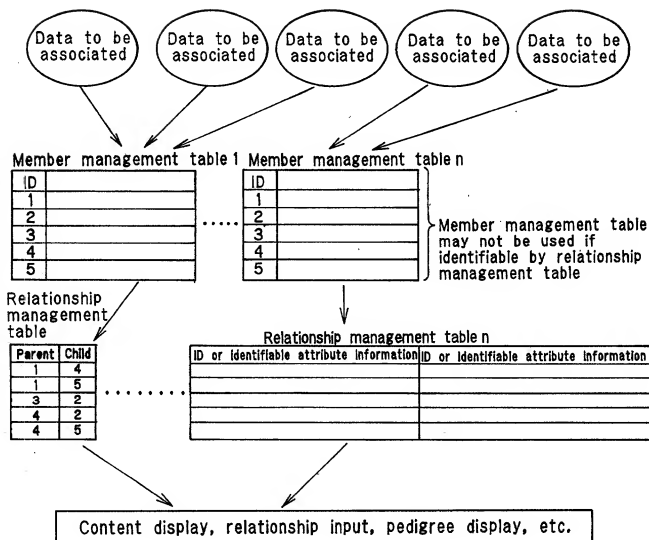 Data to be
associated
Data to be
associated
Data to be
associated
Data to be
associated
Data to be
associated
Member management table 1
Member management table n
ID
1
2
3
4
5
ID
1
2
3
4
5
Member management table
may not be used if
identifiable by relationship
management table
Relationship
management
table
Parent Child
1 4
1 5
3 2
4 2
4 5
Relationship management table n
ID or identifiable attribute information ID or identifiable attribute information
Content display, relationship input, pedigree display, etc.